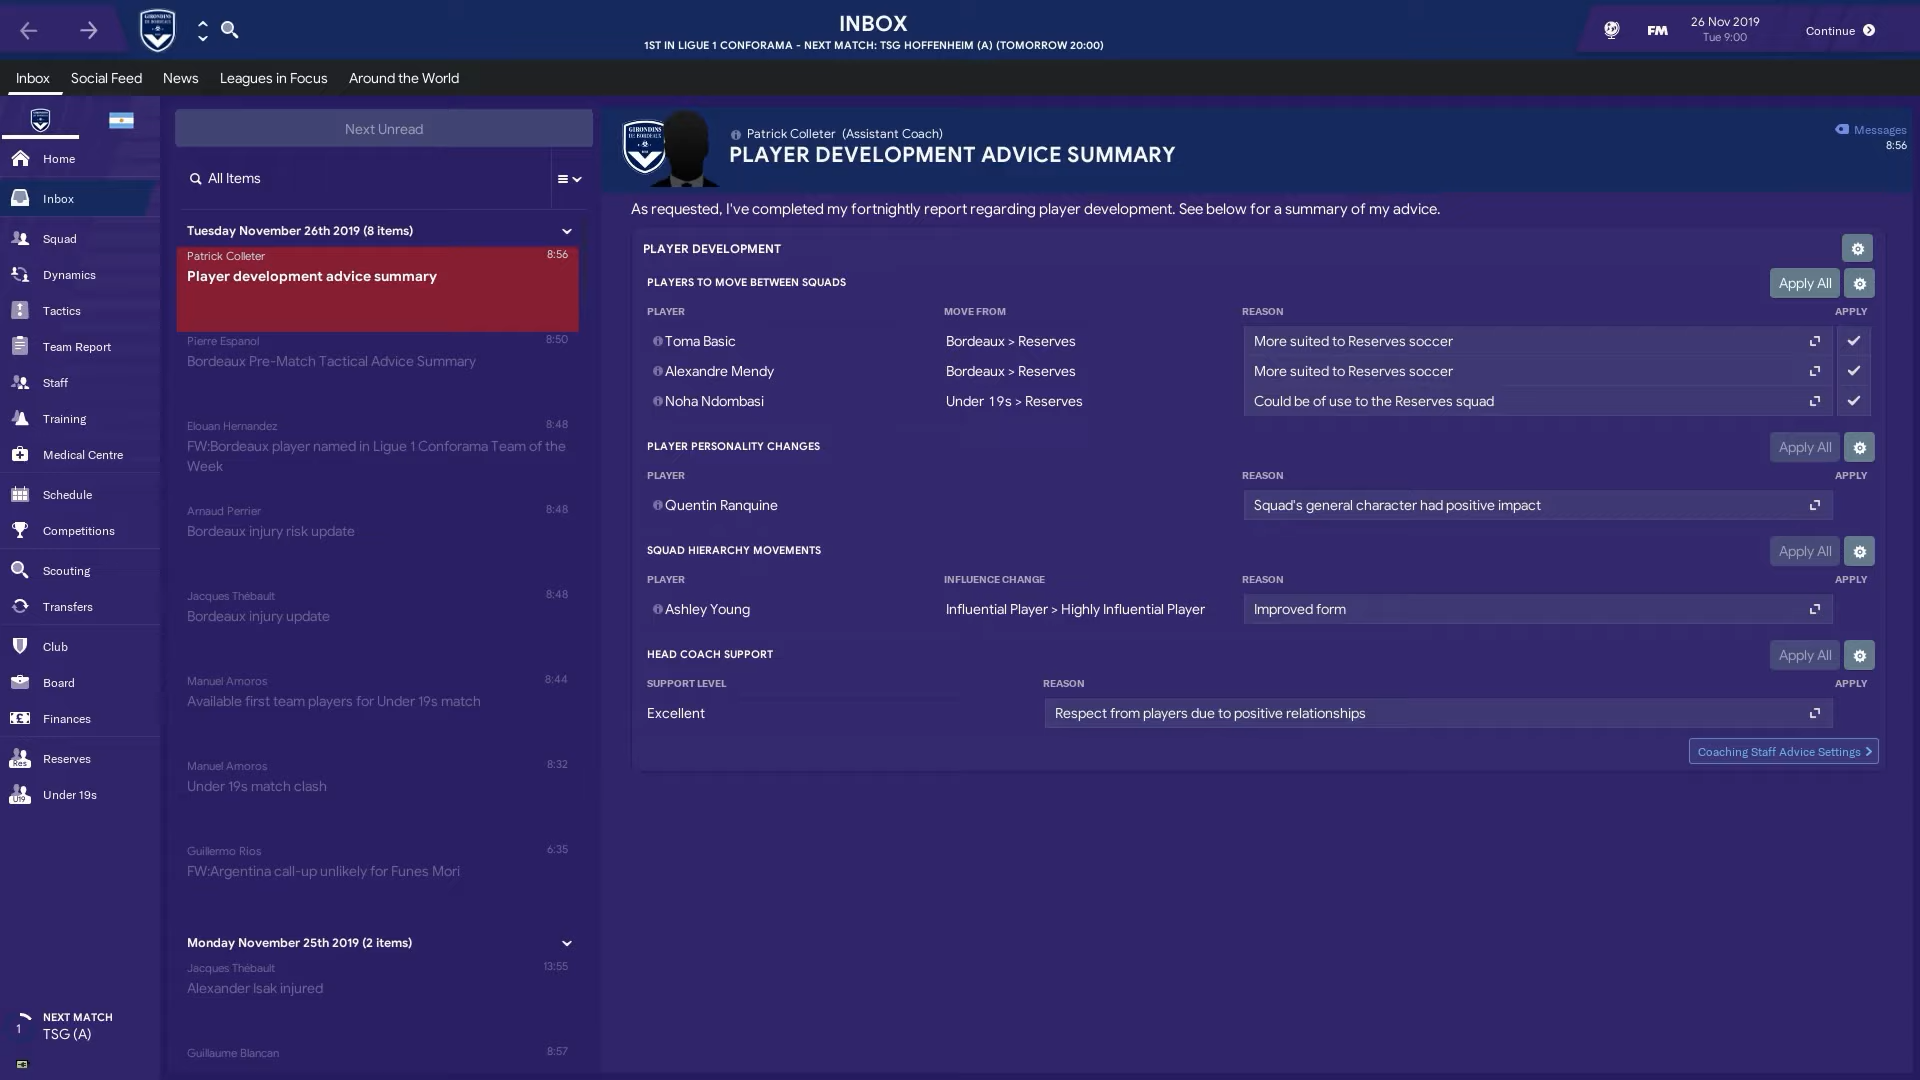 INBOX
1ST IN LIGUE 1 CONFORAMA - NEXT MATCH: TSG HOFFENHEIM (A) (TOMORROW 20:00)
FM
26 Nov 2019
Tue 9:00
Continue
Inbox
Social Feed
News
Leagues in Focus
Around the World
Home
Inbox
Squad
Dynamics
Tactics
Team Report
Staff
Training
Medical Centre
Schedule
Competitions
Scouting
Transfers
Club
Board
Finances
Res
Reserves
U19
Under 19s
1
NEXT MATCH
TSG (A)
Next Unread
All Items
Tuesday November 26th 2019 (8 items)
Patrick Colleter 8:56
Player development advice summary
Pierre Espanol 8:50
Bordeaux Pre-Match Tactical Advice Summary
Elouan Hernandez 8:48
FW:Bordeaux player named in Ligue 1 Conforama Team of the
Week
Arnaud Perrier 8:48
Bordeaux injury risk update
Jacques Thébault 8:48
Bordeaux injury update
Manuel Amoros 8:44
Available first team players for Under 19s match
Manuel Amoros 8:32
Under 19s match clash
Guillermo Rios 6:35
FW:Argentina call-up unlikely for Funes Mori
Monday November 25th 2019 (2 items)
Jacques Thébault 13:55
Alexander Isak injured
Guillaume Blancan 8:57
GIRONDINS
DE BORDEAUX
Patrick Colleter (Assistant Coach)
PLAYER DEVELOPMENT ADVICE SUMMARY
Messages
8:56
As requested, I've completed my fortnightly report regarding player development. See below for a summary of my advice.
PLAYER DEVELOPMENT
PLAYERS TO MOVE BETWEEN SQUADS
Apply All
PLAYER MOVE FROM REASON APPLY
Toma Basic Bordeaux > Reserves More suited to Reserves soccer
Alexandre Mendy Bordeaux > Reserves More suited to Reserves soccer
Noha Ndombasi Under 19s > Reserves Could be of use to the Reserves squad
PLAYER PERSONALITY CHANGES
Apply All
PLAYER REASON APPLY
Quentin Ranquine Squad's general character had positive impact
SQUAD HIERARCHY MOVEMENTS
Apply All
PLAYER INFLUENCE CHANGE REASON APPLY
Ashley Young Influential Player > Highly Influential Player Improved form
HEAD COACH SUPPORT
Apply All
SUPPORT LEVEL REASON APPLY
Excellent Respect from players due to positive relationships
Coaching Staff Advice Settings >